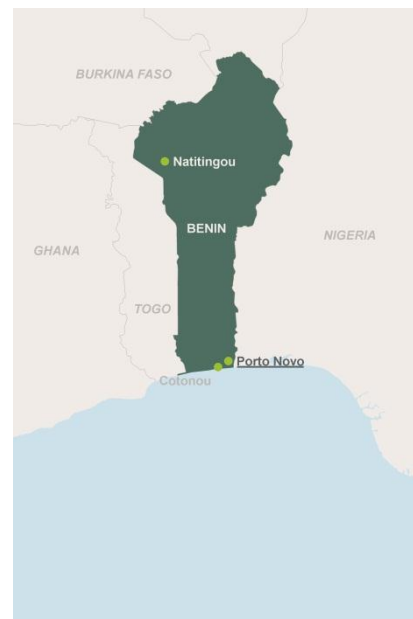 BURKINA FASO
Natitingou
BENIN
NIGERIA
GHANA
TOGO
Porto Novo
Cotonou